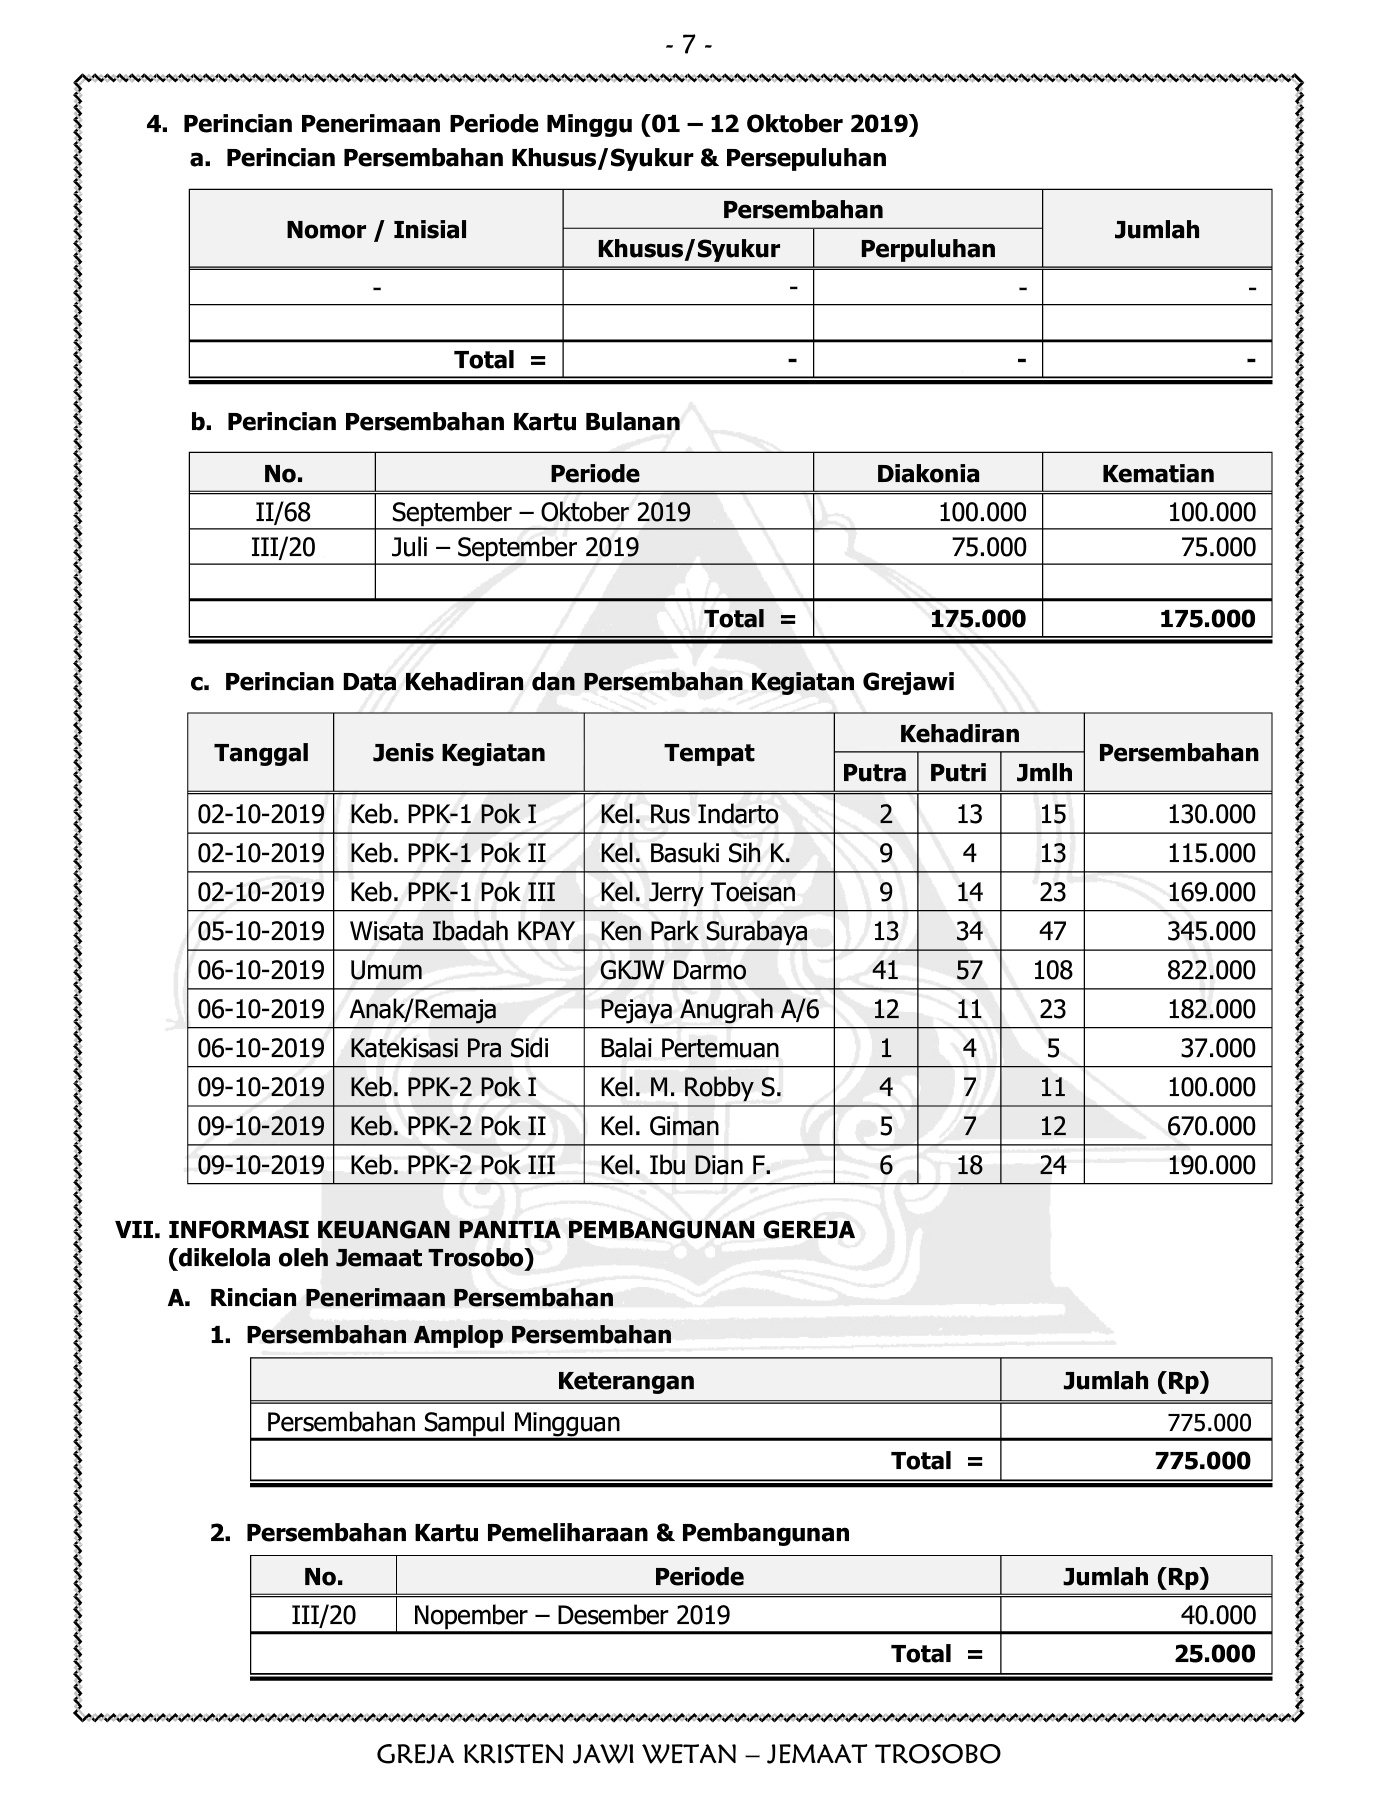 - 7 -
4. Perincian Penerimaan Periode Minggu (01 – 12 Oktober 2019)
a. Perincian Persembahan Khusus/Syukur & Persepuluhan
Nomor / Inisial Persembahan Jumlah
Khusus/Syukur Perpuluhan
- - - -
Total = - - -
b. Perincian Persembahan Kartu Bulanan
No. Periode Diakonia Kematian
II/68 September – Oktober 2019 100.000 100.000
III/20 Juli – September 2019 75.000 75.000
Total = 175.000 175.000
c. Perincian Data Kehadiran dan Persembahan Kegiatan Grejawi
Tanggal Jenis Kegiatan Tempat Kehadiran Persembahan
Putra Putri Jmlh
02-10-2019 Keb. PPK-1 Pok I Kel. Rus Indarto 2 13 15 130.000
02-10-2019 Keb. PPK-1 Pok II Kel. Basuki Sih K. 9 4 13 115.000
02-10-2019 Keb. PPK-1 Pok III Kel. Jerry Toeisan 9 14 23 169.000
05-10-2019 Wisata Ibadah KPAY Ken Park Surabaya 13 34 47 345.000
06-10-2019 Umum GKJW Darmo 41 57 108 822.000
06-10-2019 Anak/Remaja Pejaya Anugrah A/6 12 11 23 182.000
06-10-2019 Katekisasi Pra Sidi Balai Pertemuan 1 4 5 37.000
09-10-2019 Keb. PPK-2 Pok I Kel. M. Robby S. 4 7 11 100.000
09-10-2019 Keb. PPK-2 Pok II Kel. Giman 5 7 12 670.000
09-10-2019 Keb. PPK-2 Pok III Kel. Ibu Dian F. 6 18 24 190.000
VII. INFORMASI KEUANGAN PANITIA PEMBANGUNAN GEREJA
(dikelola oleh Jemaat Trosobo)
A. Rincian Penerimaan Persembahan
1. Persembahan Amplop Persembahan
Keterangan Jumlah (Rp)
Persembahan Sampul Mingguan 775.000
Total = 775.000
2. Persembahan Kartu Pemeliharaan & Pembangunan
No. Periode Jumlah (Rp)
III/20 Nopember – Desember 2019 40.000
Total = 25.000
GREJA KRISTEN JAWI WETAN – JEMAAT TROSOBO